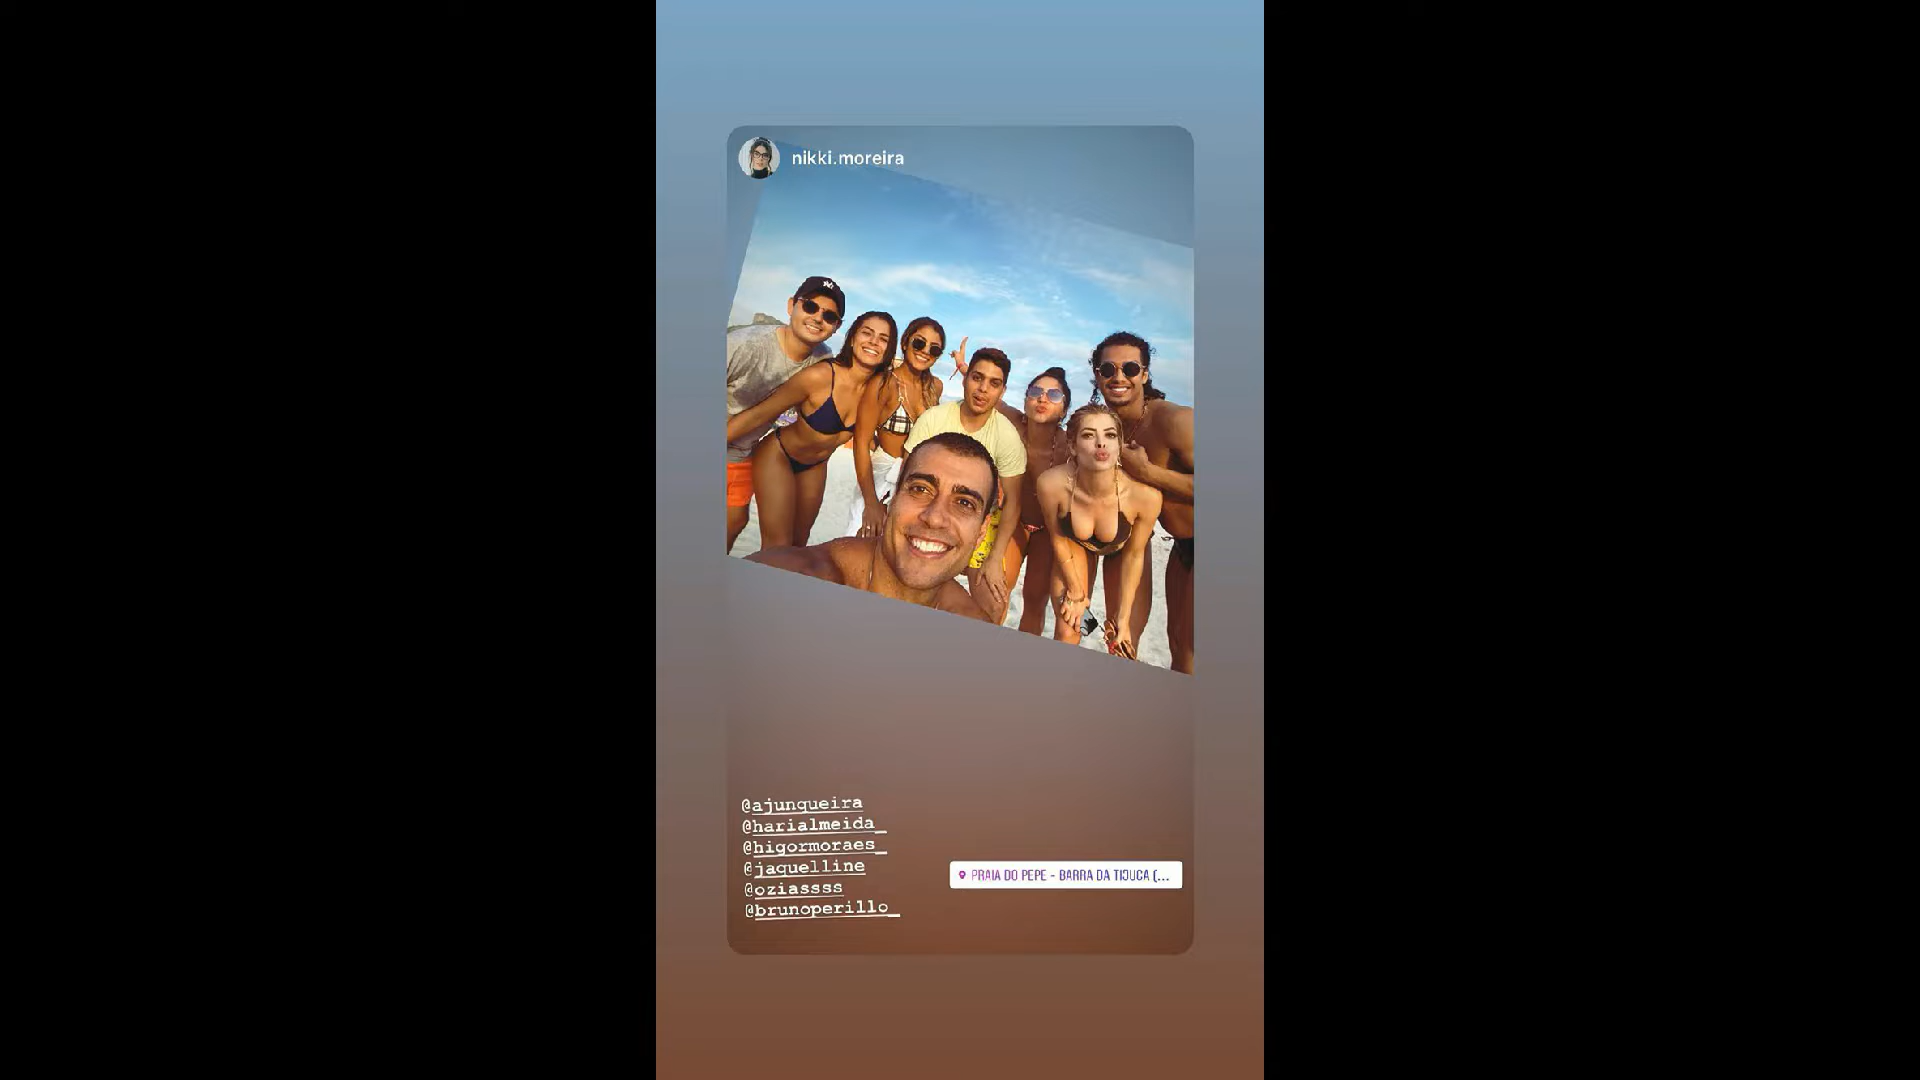 nikki.moreira
@ajunqueira
@harialmeida_
@higormoraes_
@jaquelline
@oziassss
@brunoperillo_
PRAIA DO PEPE - BARRA DA TIJUCA (...